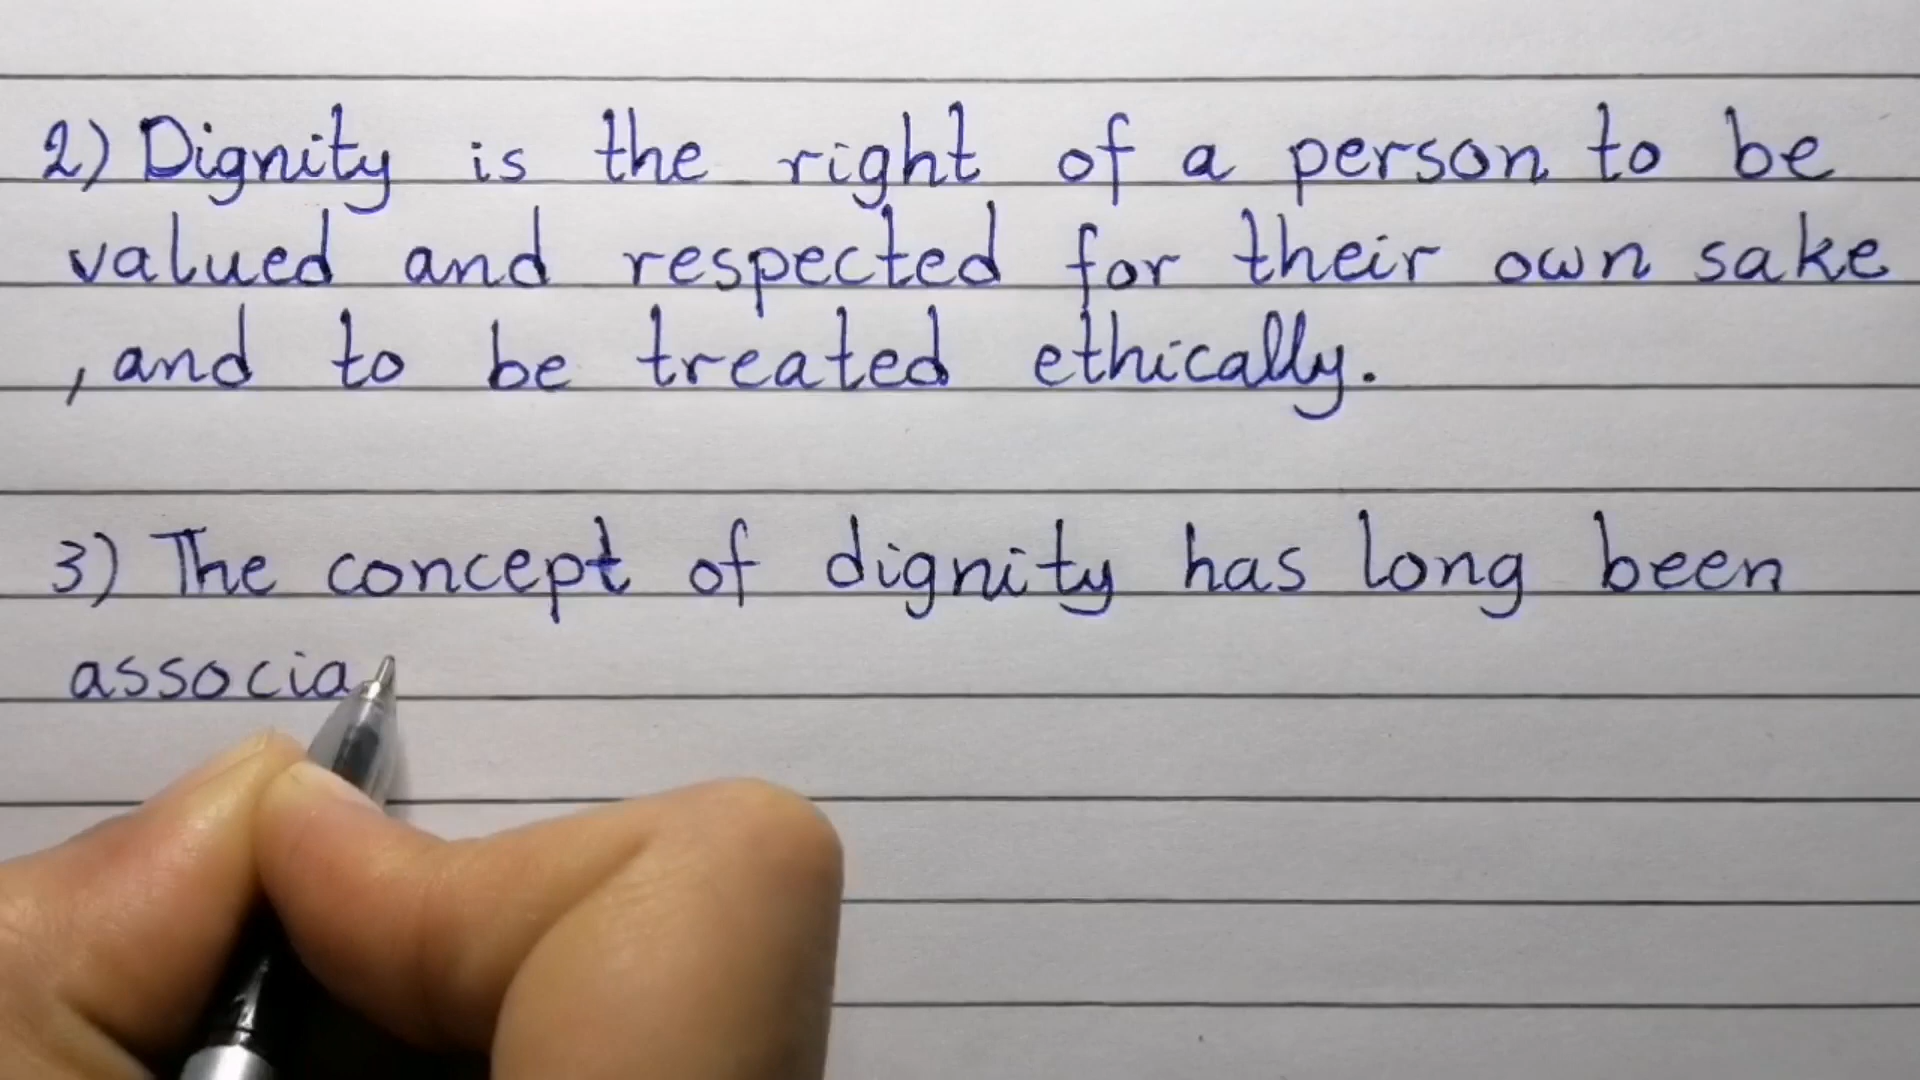 2) Dignity is the right of a person to be
valued and respected for their own sake
, and to be treated ethically.
3) The concept of dignity has long been
associa